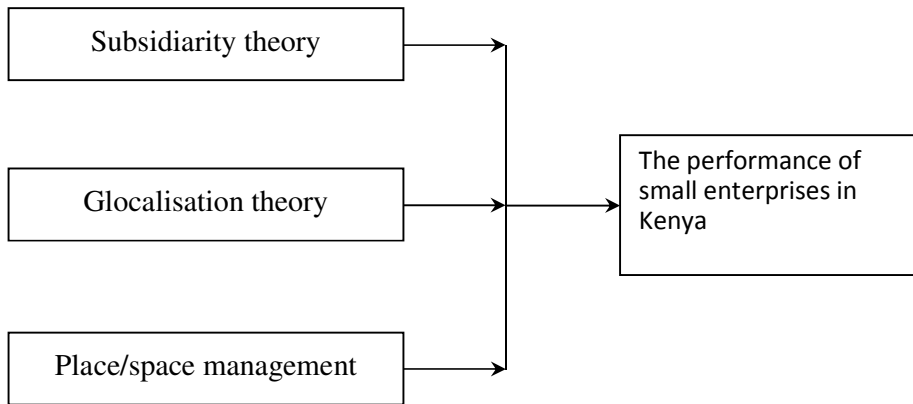 Subsidiarity theory
Glocalisation theory
Place/space management
The performance of
small enterprises in
Kenya